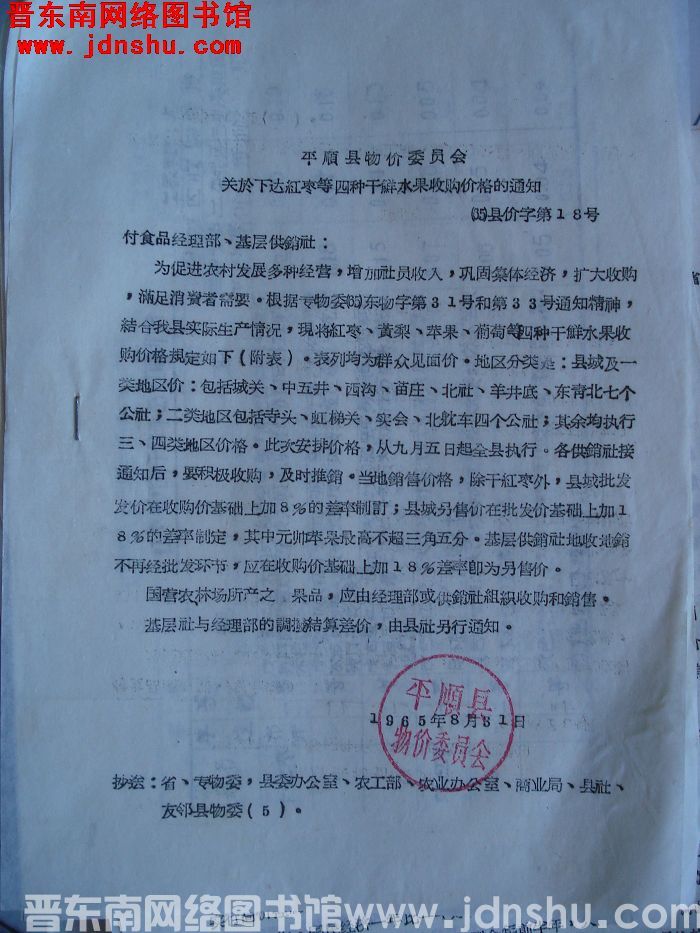 晋东南网络图书馆
www.jdnshu.com
平順县物价委员会
关於下达紅枣等四种干鮮水果收购价格的通知
(65)县价字第18号
付食品经理部、基层供銷社：
为促进农村发展多种经营，增加社员收入，巩固集体经济，扩大收购
，滿足消費者需要。根据专物委(65)东物字第31号和第33号通知精神，
結合我县实际生产情况，现将紅枣、黃梨、苹果、葡萄等四种干鮮水果收
购价格規定如下（附表）。表列均为群众见面价。地区分类是：县城及一
类地区价：包括城关、中五井、西沟、苗庄、北社、羊井底、东青北七个
公社；二类地区包括寺头、虹梯关、实会、北躭车四个公社；其余均执行
三、四类地区价格。此次安排价格，从九月五日起全县执行。各供銷社接
通知后，要积极收购，及时推銷。当地銷售价格，除干紅枣外，县城批发
发价在收购价基础上加8％的差率制訂；县城另售价在批发价基础上加1
8％的差率制定，其中元帅苹果最高不超三角五分。基层供銷社地收地銷
不再经批发环节，应在收购价基础上加18％差率卽为另售价。
国营农林场所产之 果品，应由经理部或供銷社組织收购和銷售。
基层社与经理部的調撥結算差价，由县社另行通知。
1965年8月31日
平順县
物价委员会
抄送：省、专物委，县委办公室、农工部、农业办公室、商业局、县社、
友邻县物委(5)。
晋东南网络图书馆 www.jdnshu.com